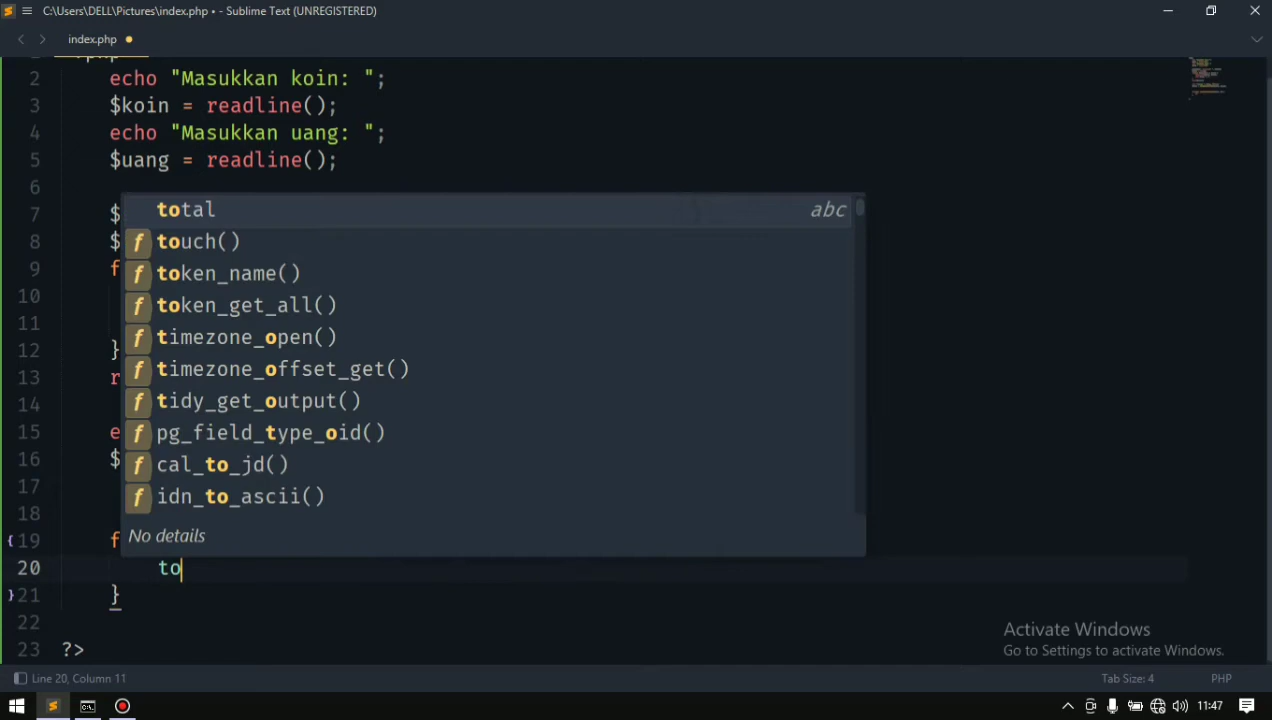 C:\Users\DELL\Pictures\index.php • - Sublime Text (UNREGISTERED)
index.php
2 echo "Masukkan koin: ";
3 $koin = readline();
4 echo "Masukkan uang: ";
5 $uang = readline();
6
7 $
8 $
9 f
10
11
12 }
13 r
14
15 e
16 $
17
18
19 f
20 to
21 }
22
23 ?>
total abc
touch()
token_name()
token_get_all()
timezone_open()
timezone_offset_get()
tidy_get_output()
pg_field_type_oid()
cal_to_jd()
idn_to_ascii()
No details
Activate Windows
Go to Settings to activate Windows.
Line 20, Column 11
Tab Size: 4
PHP
11:47